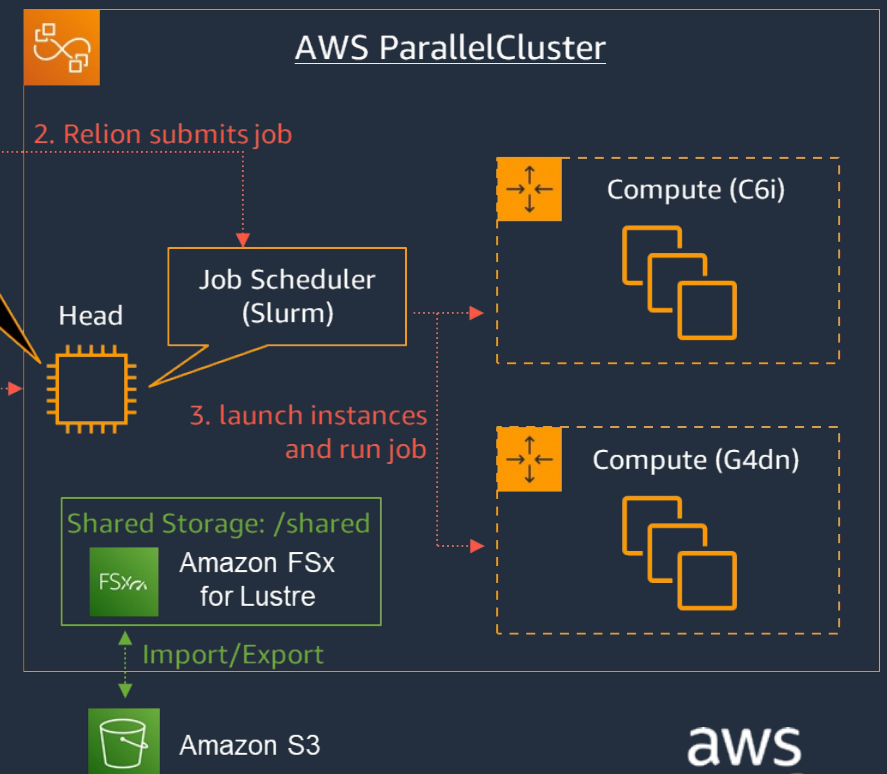 AWS ParallelCluster
2. Relion submits job
Compute (C6i)
Job Scheduler
(Slurm)
Head
3. launch instances
and run job
Compute (G4dn)
Shared Storage: /shared
FSx
Amazon FSx
for Lustre
Import/Export
Amazon S3
aws